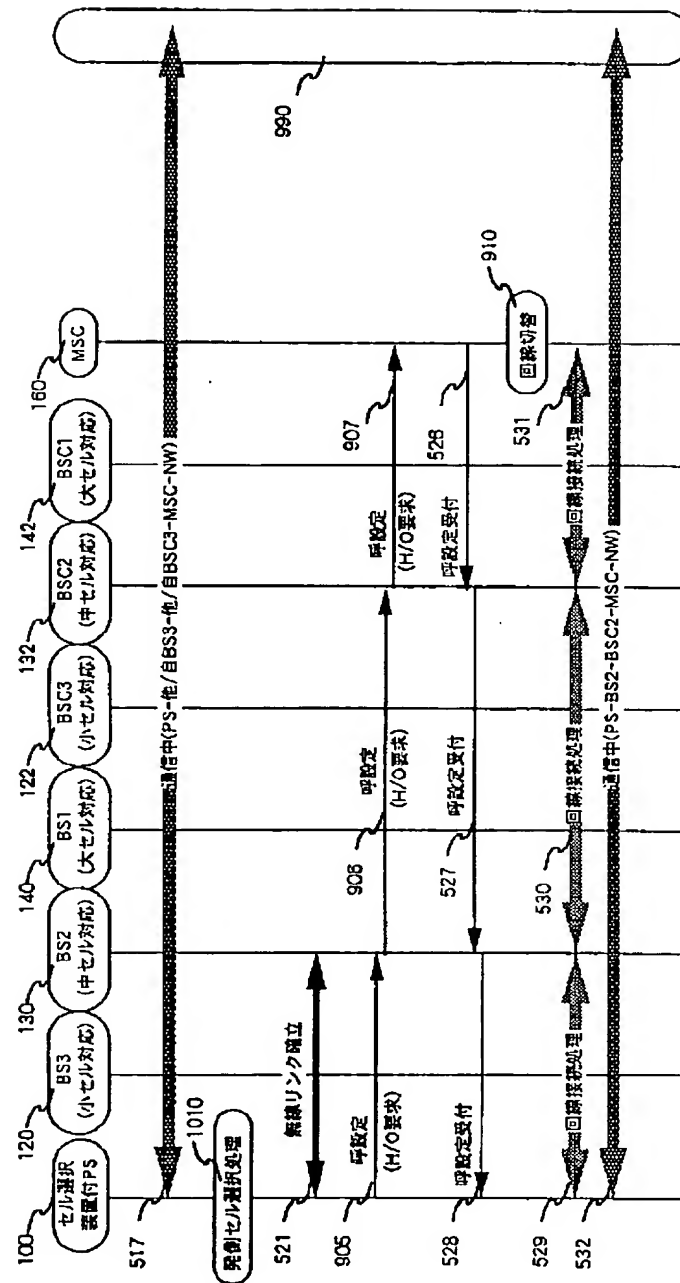 100
セル選択
装置付PS
120
BS3
(小セル対応)
130
BS2
(中セル対応)
140
BS1
(大セル対応)
122
BSC3
(小セル対応)
132
BSC2
(中セル対応)
142
BSC1
(大セル対応)
160
MSC
990
517
通信中(PS-他/自BS3-他/自BSC3-MSC-NW)
1010
発側セル選択処理
521
無線リンク確立
905
呼設定
(H/O要求)
906
呼設定
(H/O要求)
907
呼設定
(H/O要求)
526
呼設定受付
527
呼設定受付
528
呼設定受付
910
回線切替
529
回線接続処理
530
回線接続処理
531
回線接続処理
532
通信中(PS-BS2-BSC2-MSC-NW)